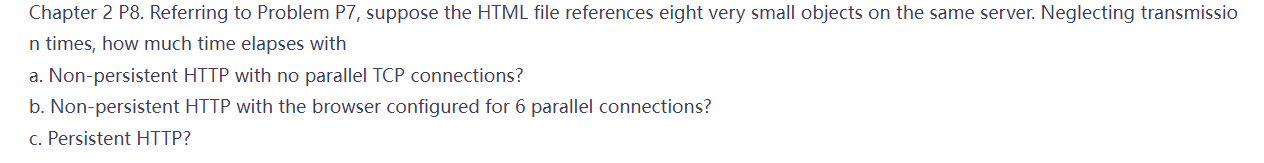 Chapter 2 P8. Referring to Problem P7, suppose the HTML file references eight very small objects on the same server. Neglecting transmissio
n times, how much time elapses with
a. Non-persistent HTTP with no parallel TCP connections?
b. Non-persistent HTTP with the browser configured for 6 parallel connections?
c. Persistent HTTP?